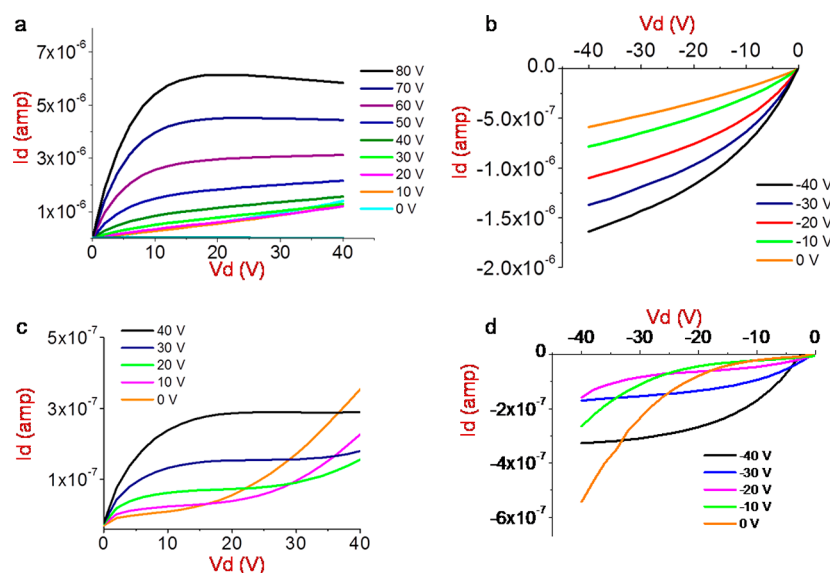 a
7x10⁻⁶
5x10⁻⁶
3x10⁻⁶
1x10⁻⁶
0 10 20 30 40
Id (amp)
Vd (V)
80 V
70 V
60 V
50 V
40 V
30 V
20 V
10 V
0 V
b
Vd (V)
-40 -30 -20 -10 0
0.0
-5.0x10⁻⁷
-1.0x10⁻⁶
-1.5x10⁻⁶
-2.0x10⁻⁶
Id (amp)
-40 V
-30 V
-20 V
-10 V
0 V
c
5x10⁻⁷
3x10⁻⁷
1x10⁻⁷
0 10 20 30 40
Id (amp)
Vd (V)
40 V
30 V
20 V
10 V
0 V
d
Vd (V)
-40 -30 -20 -10 0
0
-2x10⁻⁷
-4x10⁻⁷
-6x10⁻⁷
Id (amp)
-40 V
-30 V
-20 V
-10 V
0 V